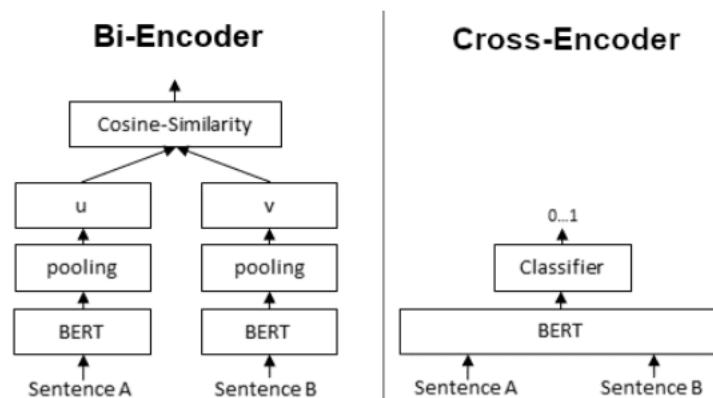 Bi-Encoder
Cosine-Similarity
u
v
pooling
pooling
BERT
BERT
Sentence A
Sentence B
Cross-Encoder
0...1
Classifier
BERT
Sentence A
Sentence B